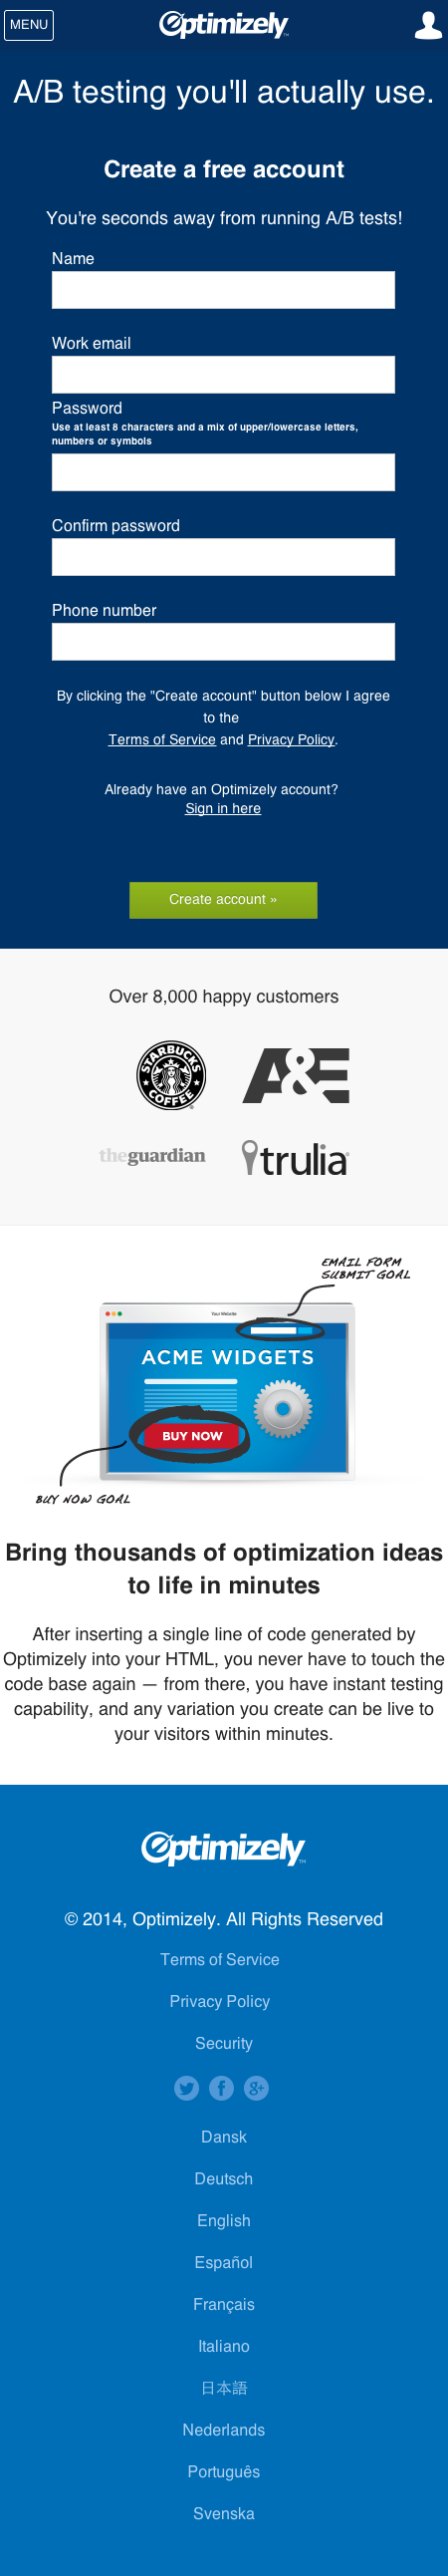 MENU
Optimizely
A/B testing you'll actually use.
Create a free account
You're seconds away from running A/B tests!
Name
Work email
Password
Use at least 8 characters and a mix of upper/lowercase letters,
numbers or symbols
Confirm password
Phone number
By clicking the "Create account" button below I agree
to the
Terms of Service and Privacy Policy.
Already have an Optimizely account?
Sign in here
Create account »
Over 8,000 happy customers
STARBUCKS
COFFEE
A&E
theguardian
trulia
EMAIL FORM
SUBMIT GOAL
Your Website
ACME WIDGETS
BUY NOW
BUY NOW GOAL
Bring thousands of optimization ideas
to life in minutes
After inserting a single line of code generated by
Optimizely into your HTML, you never have to touch the
code base again — from there, you have instant testing
capability, and any variation you create can be live to
your visitors within minutes.
Optimizely
© 2014, Optimizely. All Rights Reserved
Terms of Service
Privacy Policy
Security
Dansk
Deutsch
English
Español
Français
Italiano
日本語
Nederlands
Português
Svenska